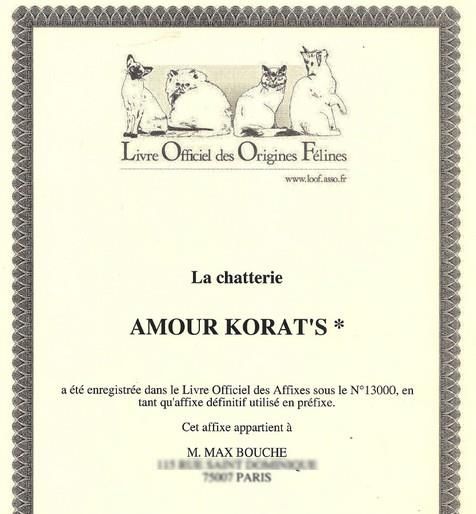 Livre Officiel des Origines Félines
www.loof.asso.fr
La chatterie
AMOUR KORAT'S *
a été enregistrée dans le Livre Officiel des Affixes sous le N°13000, en
tant qu'affixe définitif utilisé en préfixe.
Cet affixe appartient à
M. MAX BOUCHE
75007 PARIS